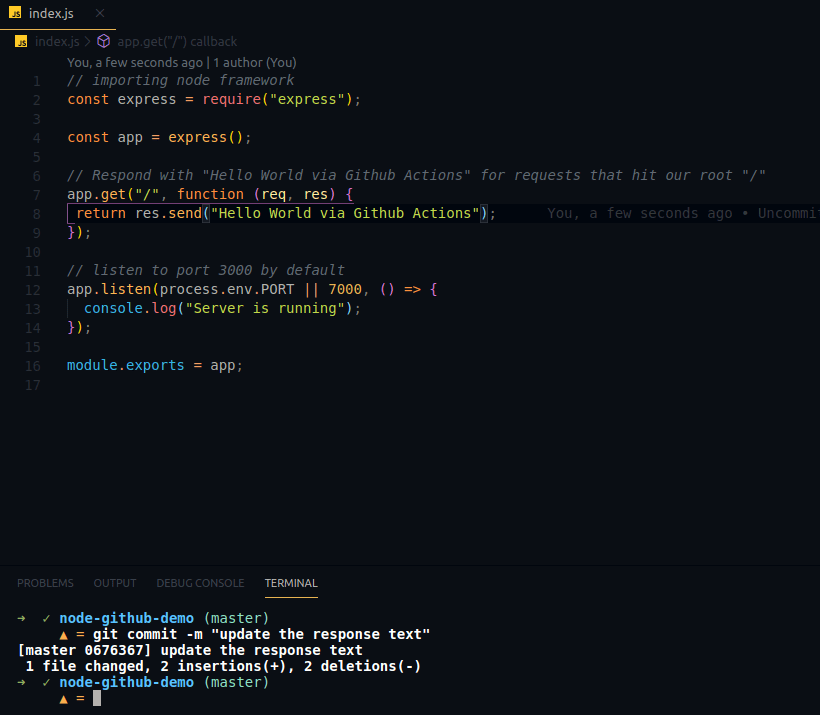 JS index.js ×
JS index.js > app.get("/") callback
You, a few seconds ago | 1 author (You)
1 // importing node framework
2 const express = require("express");
3
4 const app = express();
5
6 // Respond with "Hello World via Github Actions" for requests that hit our root "/"
7 app.get("/", function (req, res) {
8 return res.send("Hello World via Github Actions"); You, a few seconds ago • Uncommi
9 });
10
11 // listen to port 3000 by default
12 app.listen(process.env.PORT || 7000, () => {
13 console.log("Server is running");
14 });
15
16 module.exports = app;
17
PROBLEMS OUTPUT DEBUG CONSOLE TERMINAL
➜ ✓ node-github-demo (master)
▲ = git commit -m "update the response text"
[master 0676367] update the response text
1 file changed, 2 insertions(+), 2 deletions(-)
➜ ✓ node-github-demo (master)
▲ =